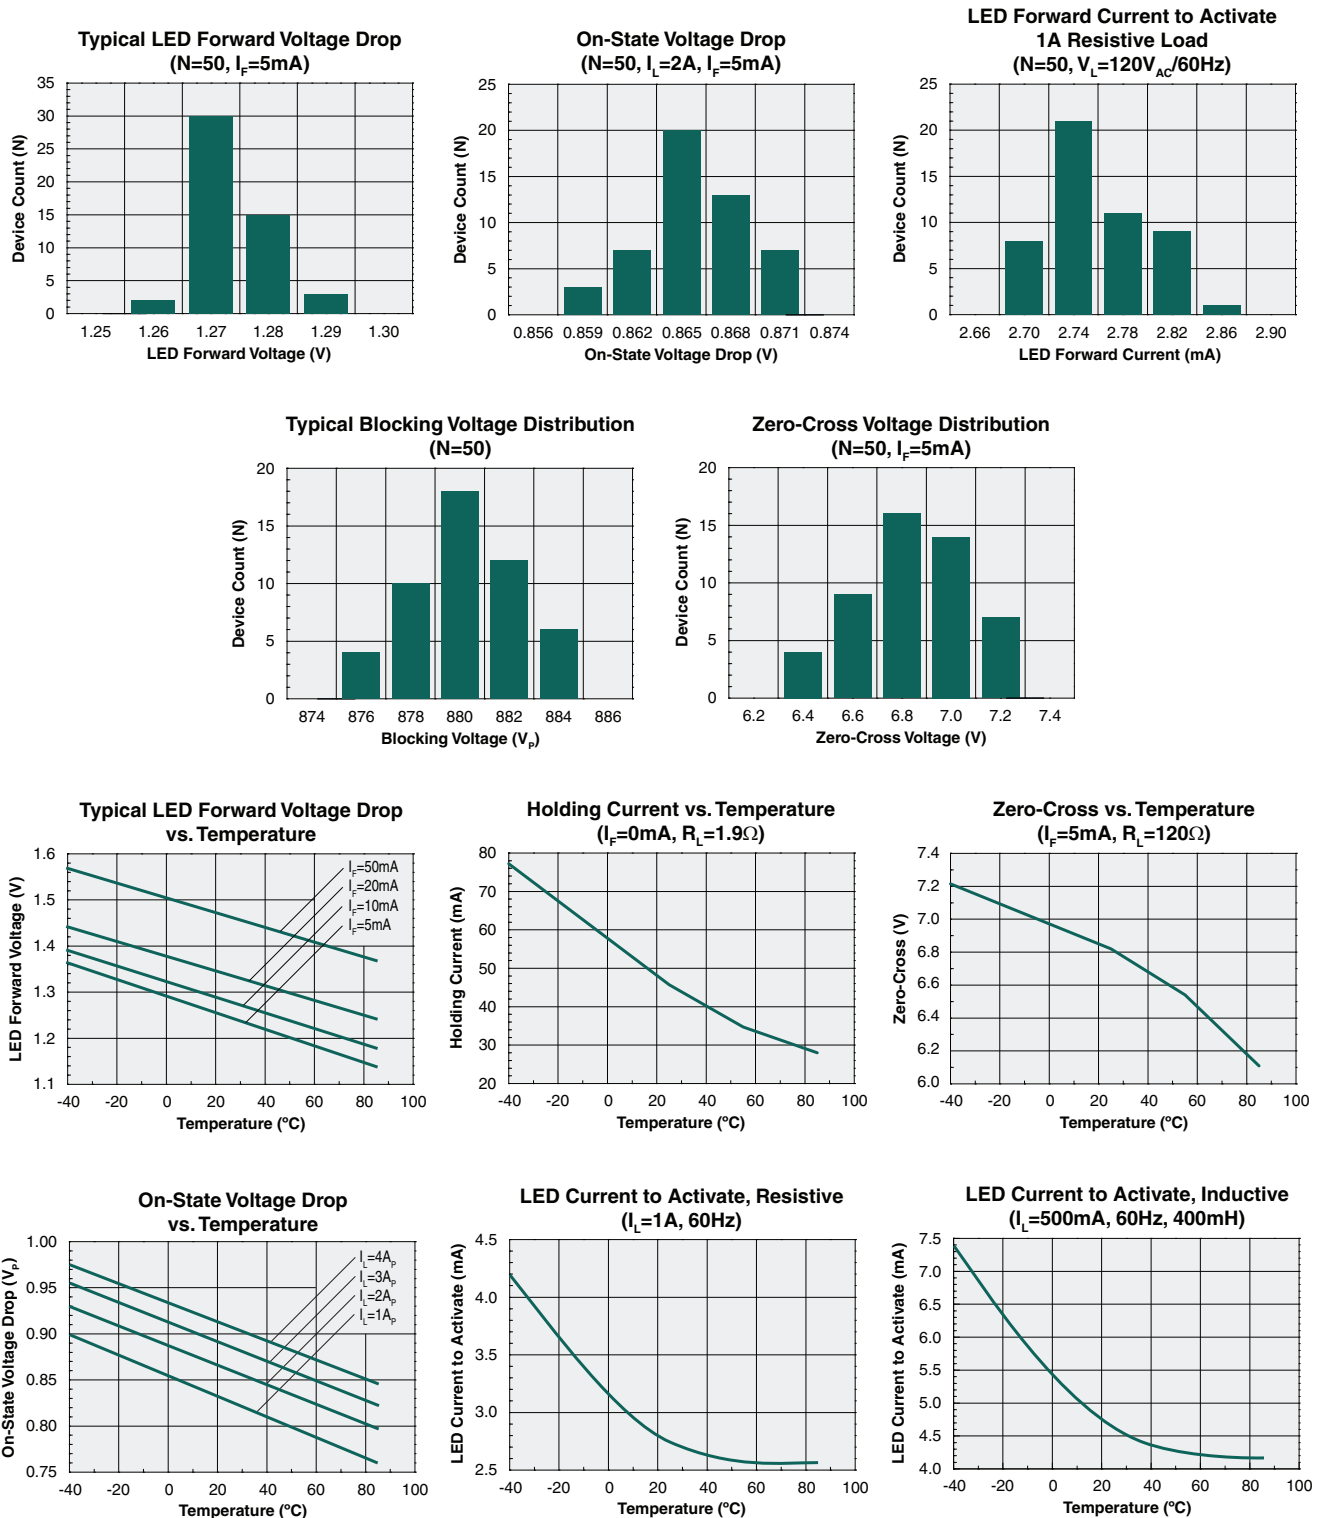 Typical LED Forward Voltage Drop
(N=50, IF=5mA)
Device Count (N)
35
30
25
20
15
10
5
0
1.25 1.26 1.27 1.28 1.29 1.30
LED Forward Voltage (V)
On-State Voltage Drop
(N=50, IL=2A, IF=5mA)
Device Count (N)
25
20
15
10
5
0
0.856 0.859 0.862 0.865 0.868 0.871 0.874
On-State Voltage Drop (V)
LED Forward Current to Activate
1A Resistive Load
(N=50, VL=120VAC/60Hz)
Device Count (N)
25
20
15
10
5
0
2.66 2.70 2.74 2.78 2.82 2.86 2.90
LED Forward Current (mA)
Typical Blocking Voltage Distribution
(N=50)
Device Count (N)
20
15
10
5
0
874 876 878 880 882 884 886
Blocking Voltage (VP)
Zero-Cross Voltage Distribution
(N=50, IF=5mA)
Device Count (N)
20
15
10
5
0
6.2 6.4 6.6 6.8 7.0 7.2 7.4
Zero-Cross Voltage (V)
Typical LED Forward Voltage Drop
vs. Temperature
LED Forward Voltage (V)
1.6
1.5
1.4
1.3
1.2
1.1
IF=50mA
IF=20mA
IF=10mA
IF=5mA
-40 -20 0 20 40 60 80 100
Temperature (ºC)
Holding Current vs. Temperature
(IF=0mA, RL=1.9Ω)
Holding Current (mA)
80
70
60
50
40
30
20
-40 -20 0 20 40 60 80 100
Temperature (ºC)
Zero-Cross vs. Temperature
(IF=5mA, RL=120Ω)
Zero-Cross (V)
7.4
7.2
7.0
6.8
6.6
6.4
6.2
6.0
-40 -20 0 20 40 60 80 100
Temperature (ºC)
On-State Voltage Drop
vs. Temperature
On-State Voltage Drop (VP)
1.00
0.95
0.90
0.85
0.80
0.75
IL=4AP
IL=3AP
IL=2AP
IL=1AP
-40 -20 0 20 40 60 80 100
Temperature (ºC)
LED Current to Activate, Resistive
(IL=1A, 60Hz)
LED Current to Activate (mA)
4.5
4.0
3.5
3.0
2.5
-40 -20 0 20 40 60 80 100
Temperature (ºC)
LED Current to Activate, Inductive
(IL=500mA, 60Hz, 400mH)
LED Current to Activate (mA)
7.5
7.0
6.5
6.0
5.5
5.0
4.5
4.0
-40 -20 0 20 40 60 80 100
Temperature (ºC)